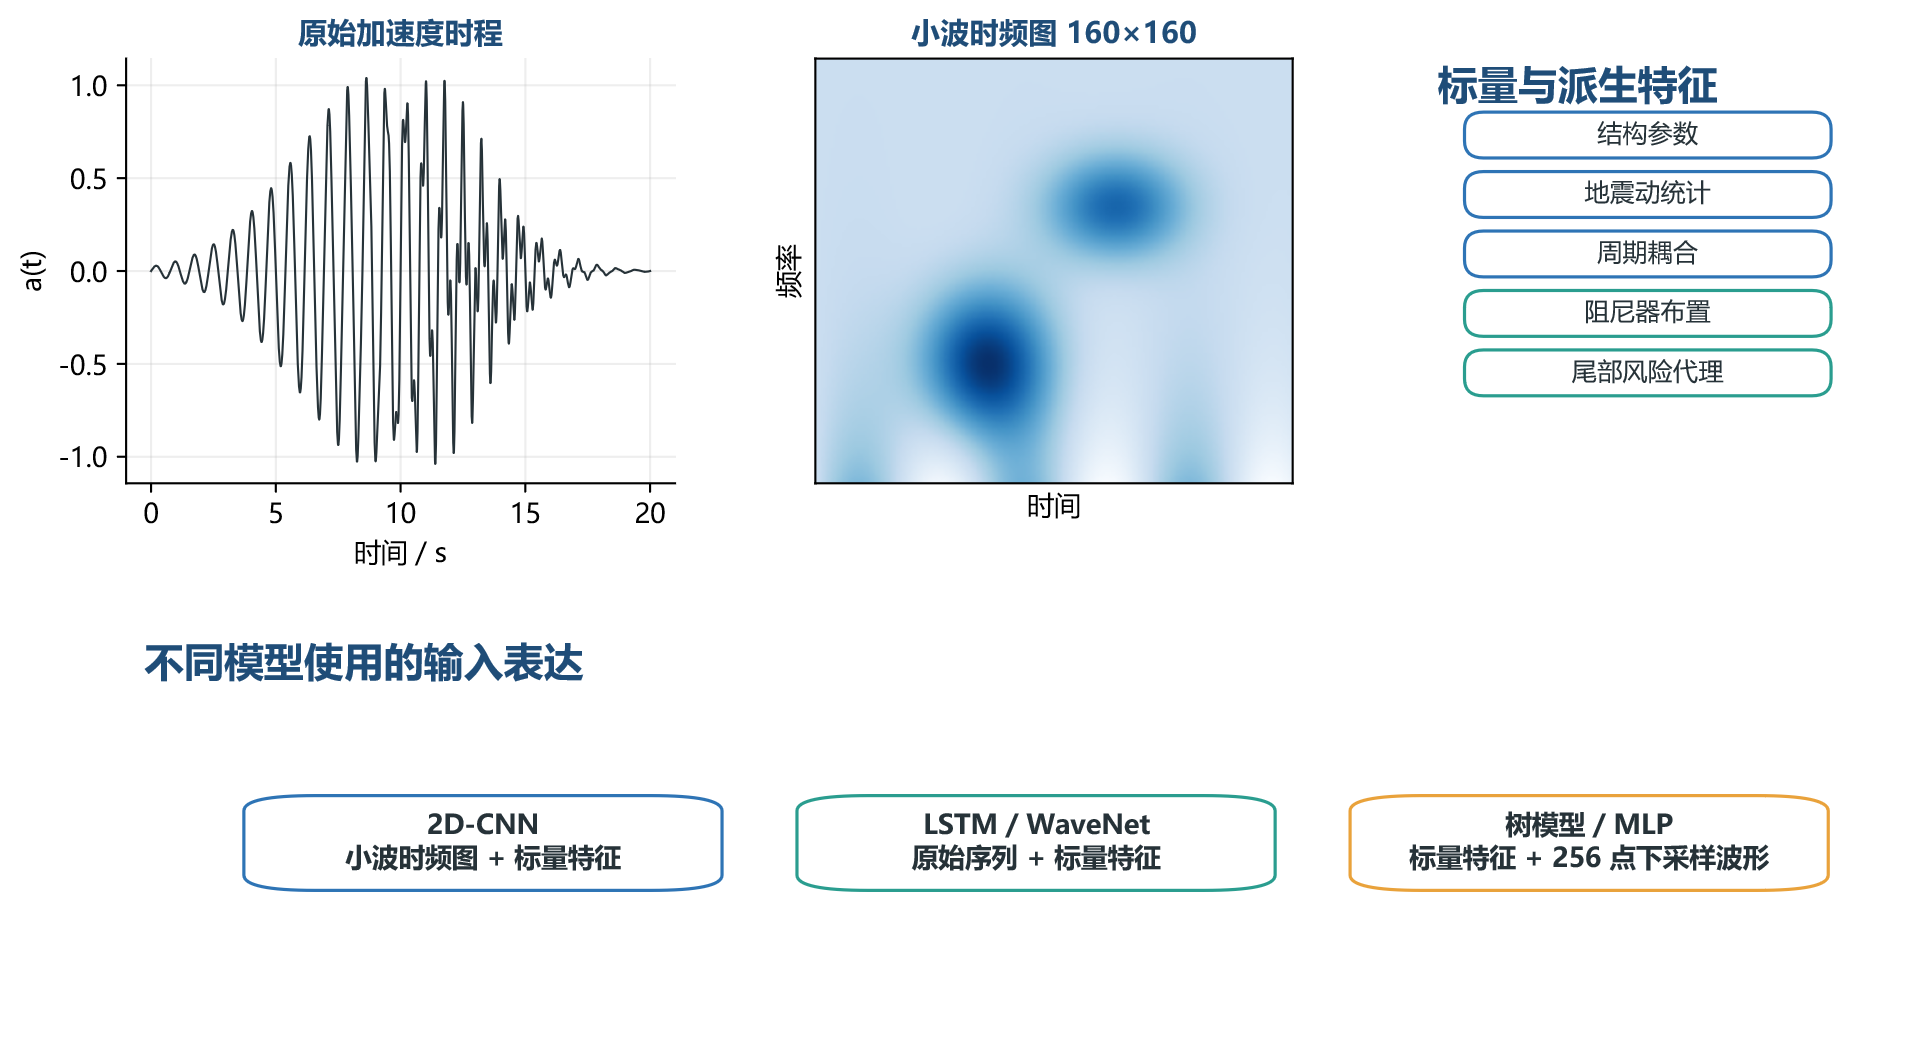 原始加速度时程
1.0
0.5
0.0
-0.5
-1.0
a(t)
0 5 10 15 20
时间 / s
小波时频图 160×160
频率
时间
标量与派生特征
结构参数
地震动统计
周期耦合
阻尼器布置
尾部风险代理
不同模型使用的输入表达
2D-CNN
小波时频图 + 标量特征
LSTM / WaveNet
原始序列 + 标量特征
树模型 / MLP
标量特征 + 256 点下采样波形